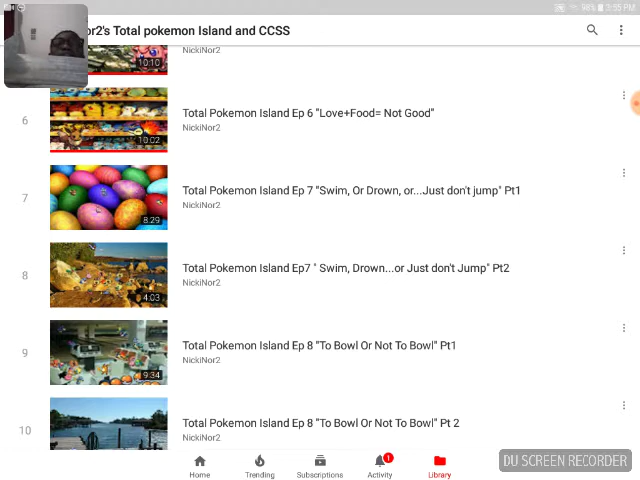 98% 3:55 PM
or2's Total pokemon Island and CCSS
10:10
NickiNor2
6
10:02
Total Pokemon Island Ep 6 "Love+Food= Not Good"
NickiNor2
7
8:29
Total Pokemon Island Ep 7 "Swim, Or Drown, or...Just don't jump" Pt1
NickiNor2
8
4:03
Total Pokemon Island Ep7 " Swim, Drown...or Just don't Jump" Pt2
NickiNor2
9
9:34
Total Pokemon Island Ep 8 "To Bowl Or Not To Bowl" Pt1
NickiNor2
10
Total Pokemon Island Ep 8 "To Bowl Or Not To Bowl" Pt 2
NickiNor2
1
Home Trending Subscriptions Activity Library
DU SCREEN RECORDER